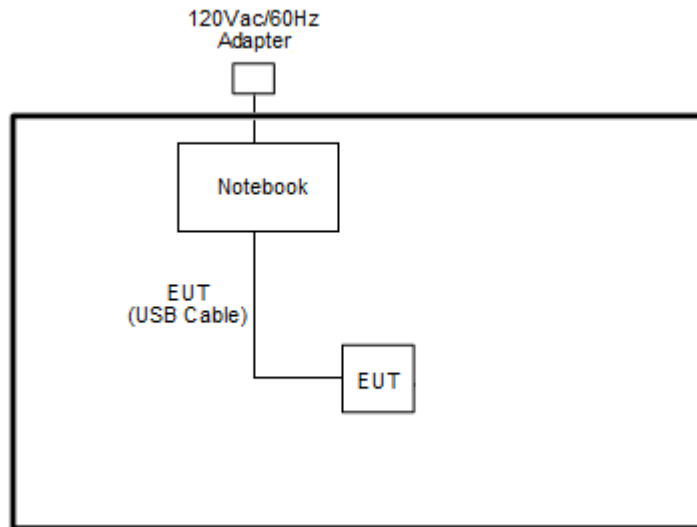 120Vac/60Hz
Adapter
Notebook
EUT
(USB Cable)
EUT